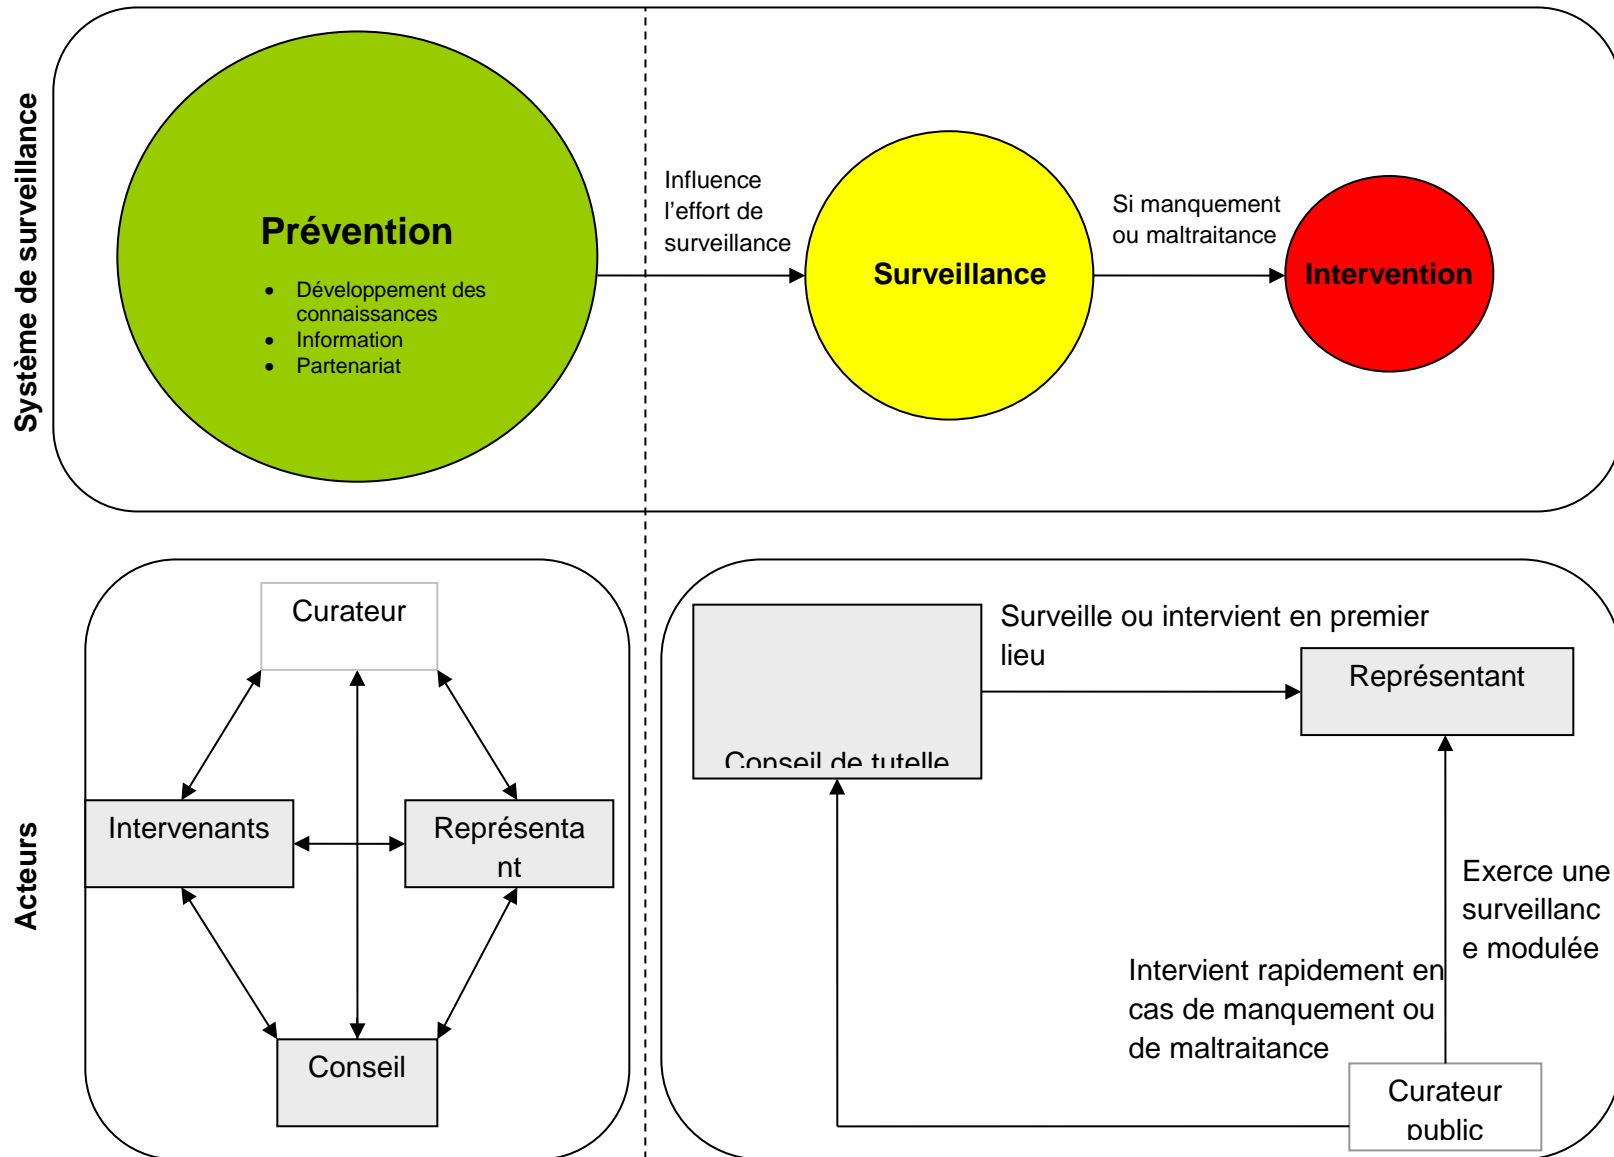 Système de surveillance
Prévention
• Développement des
connaissances
• Information
• Partenariat
Influence
l’effort de
surveillance
Surveillance
Si manquement
ou maltraitance
Intervention
Acteurs
Curateur
Intervenants
Représenta
nt
Conseil
Conseil de tutelle
Surveille ou intervient en premier
lieu
Représentant
Exerce une
surveillanc
e modulée
Intervient rapidement en
cas de manquement ou
de maltraitance
Curateur
public